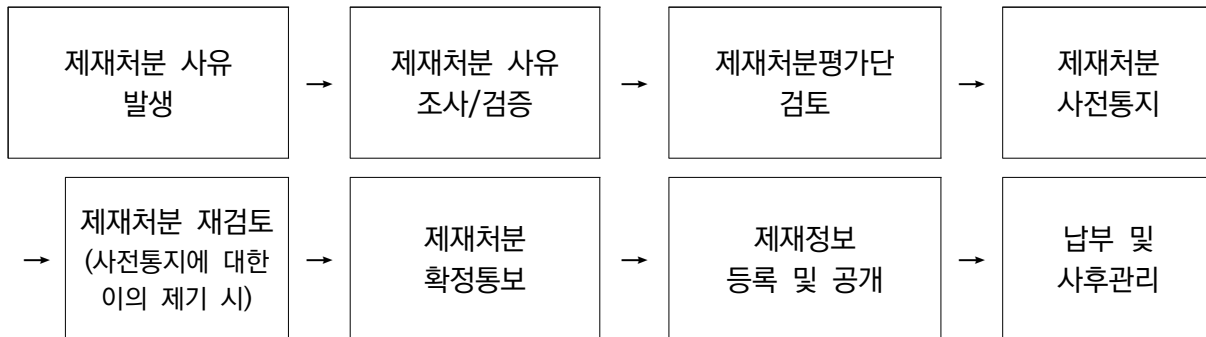 제재처분 사유
발생
→
제재처분 사유
조사/검증
→
제재처분평가단
검토
→
제재처분
사전통지
→
제재처분 재검토
(사전통지에 대한
이의 제기 시)
→
제재처분
확정통보
→
제재정보
등록 및 공개
→
납부 및
사후관리